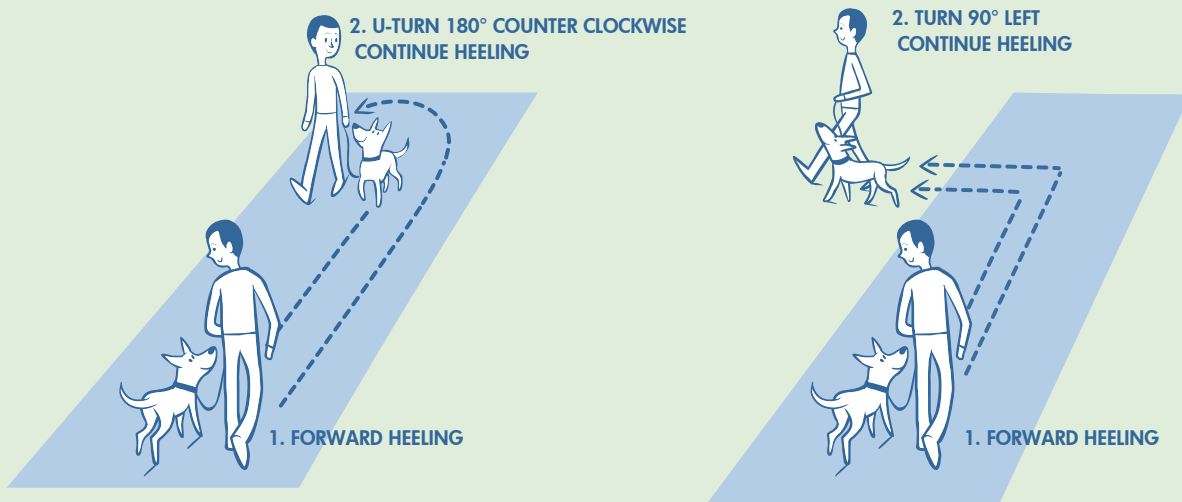 2. U-TURN 180° COUNTER CLOCKWISE
CONTINUE HEELING
1. FORWARD HEELING
2. TURN 90° LEFT
CONTINUE HEELING
1. FORWARD HEELING